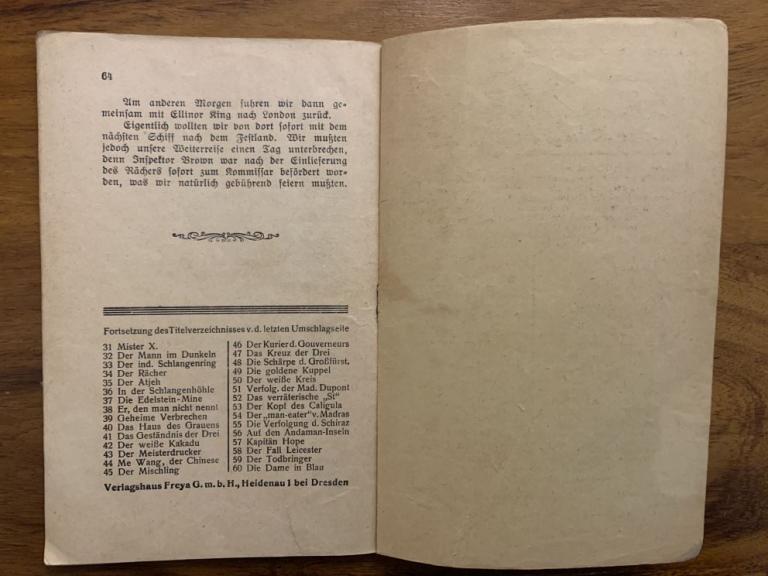 64
Am anderen Morgen fuhren wir dann ge-
meinsam mit Ellinor King nach London zurück.
Eigentlich wollten wir von dort sofort mit dem
nächsten Schiff nach dem Festland. Wir mußten
jedoch unsere Weiterreise einen Tag unterbrechen,
denn Inspektor Brown war nach der Einlieferung
des Rächers sofort zum Kommissar befördert wor-
den, was wir natürlich gebührend feiern mußten.
Fortsetzung des Titelverzeichnisses v. d. letzten Umschlagseite
31 Mister X.
32 Der Mann im Dunkeln
33 Der ind. Schlangenring
34 Der Rächer
35 Der Atjeh
36 In der Schlangenhöhle
37 Die Edelstein-Mine
38 Er, den man nicht nennt
39 Geheime Verbrechen
40 Das Haus des Grauens
41 Das Geständnis der Drei
42 Der weiße Kakadu
43 Der Meisterdrucker
44 Me Wang, der Chinese
45 Der Mischling
46 Der Kurier d. Gouverneurs
47 Das Kreuz der Drei
48 Die Schärpe d. Großfürst.
49 Die goldene Kuppel
50 Der weiße Kreis
51 Verfolg. der Mad. Dupont
52 Das verräterische „St“
53 Der Kopf des Caligula
54 Der „man-eater“ v. Madras
55 Die Verfolgung d. Schiraz
56 Auf den Andaman-Inseln
57 Kapitän Hope
58 Der Fall Leicester
59 Der Todbringer
60 Die Dame in Blau
Verlagshaus Freya G. m. b. H., Heidenau 1 bei Dresden